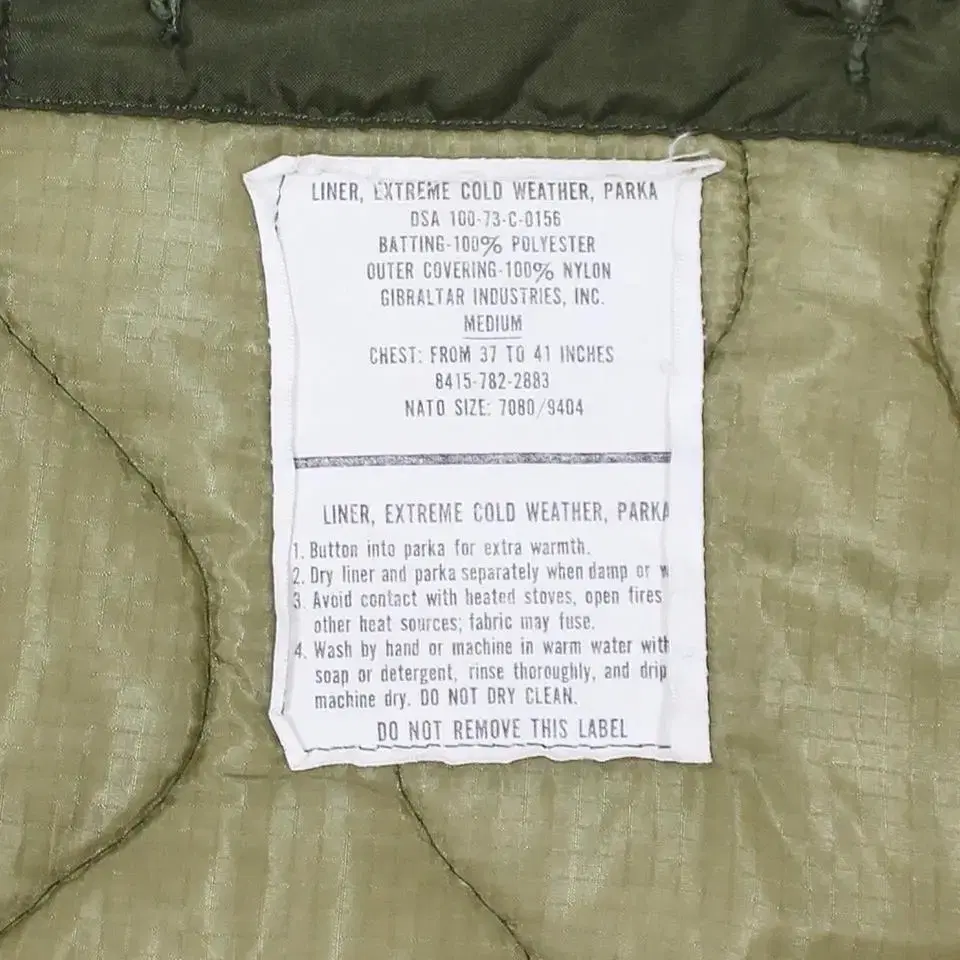 LINER, EXTREME COLD WEATHER, PARKA
DSA 100-73-C-0156
BATTING-100% POLYESTER
OUTER COVERING-100% NYLON
GIBRALTAR INDUSTRIES, INC.
MEDIUM
CHEST: FROM 37 TO 41 INCHES
8415-782-2883
NATO SIZE: 7080/9404
LINER, EXTREME COLD WEATHER, PARKA
1. Button into parka for extra warmth.
2. Dry liner and parka separately when damp or
3. Avoid contact with heated stoves, open fires
other heat sources; fabric may fuse.
4. Wash by hand or machine in warm water with
soap or detergent, rinse thoroughly, and drip
machine dry. DO NOT DRY CLEAN.
DO NOT REMOVE THIS LABEL